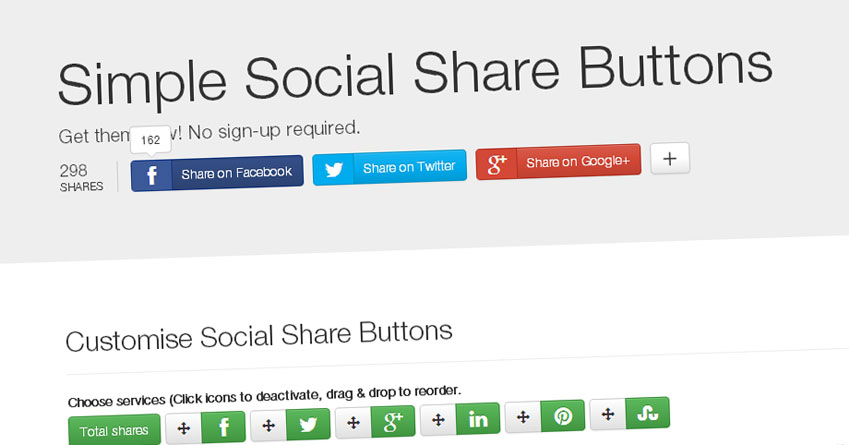 Simple Social Share Buttons
Get them w! No sign-up required.
162
298
SHARES
Share on Facebook
Share on Twitter
Share on Google+
Customise Social Share Buttons
Choose services (Click icons to deactivate, drag & drop to reorder.
Total shares